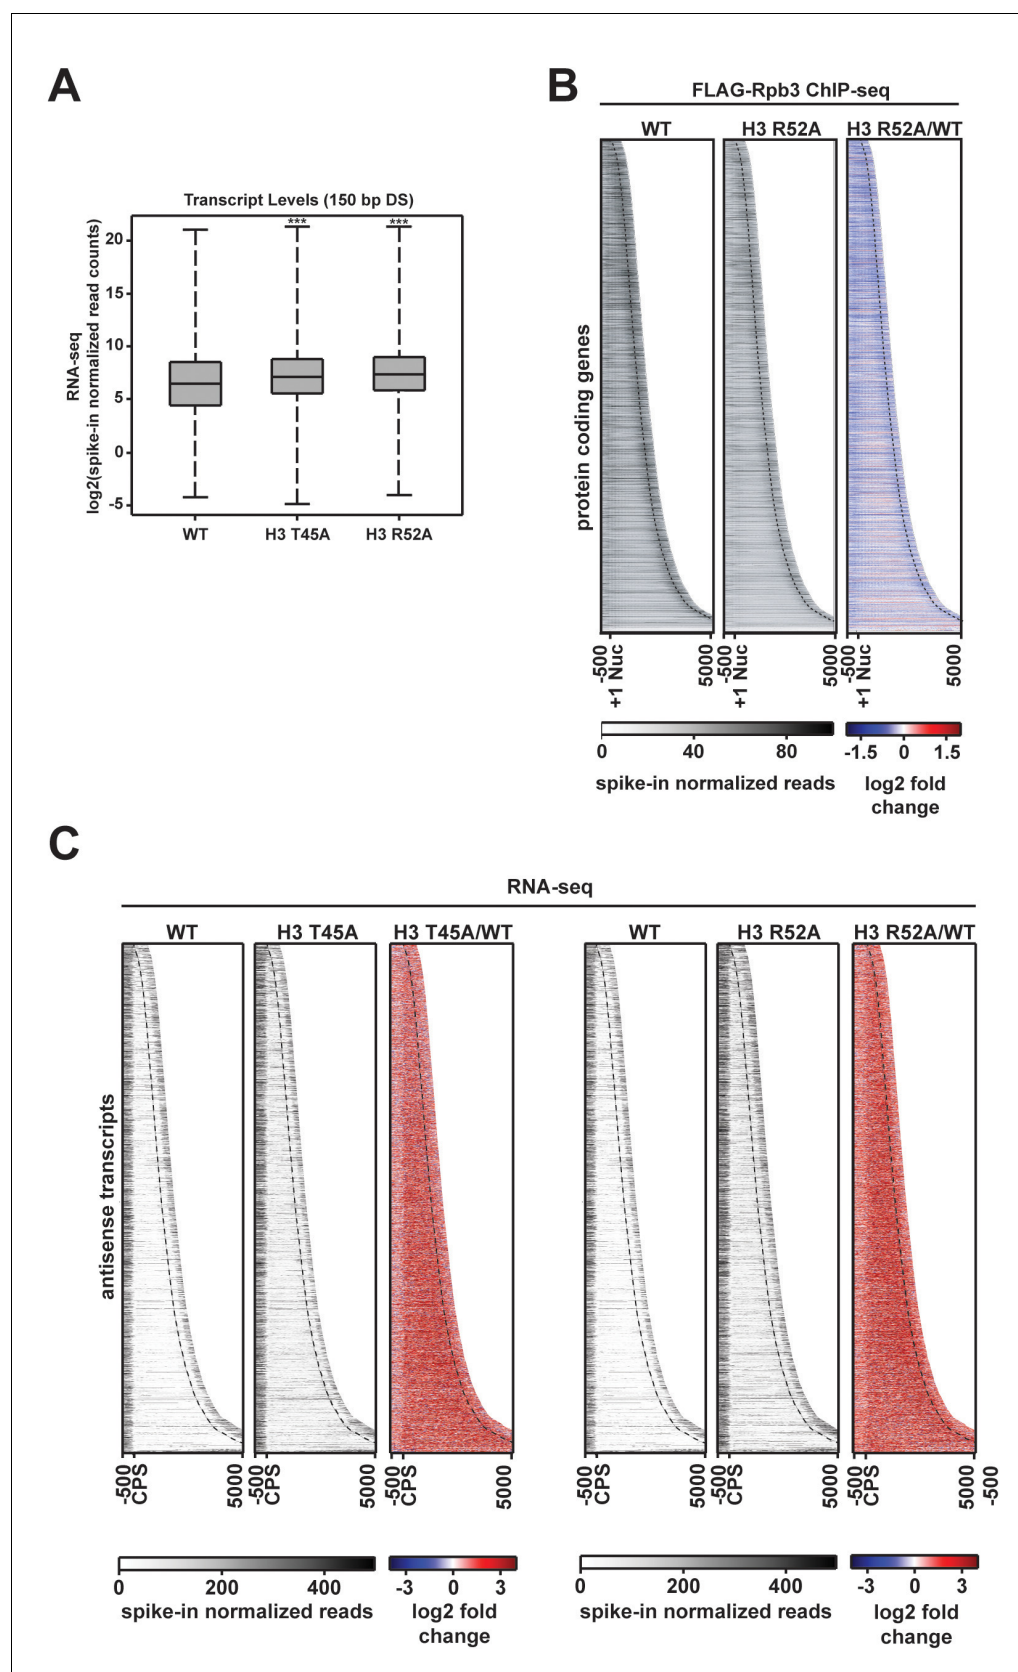 A
Transcript Levels (150 bp DS)
RNA-seq
log2(spike-in normalized read counts)
20
15
10
5
0
-5
***
***
WT
H3 T45A
H3 R52A
B
FLAG-Rpb3 ChIP-seq
WT
H3 R52A
H3 R52A/WT
protein coding genes
-500
+1 Nuc
5000
-500
+1 Nuc
5000
-500
+1 Nuc
5000
0
40
80
spike-in normalized reads
-1.5
0
1.5
log2 fold
change
C
RNA-seq
WT
H3 T45A
H3 T45A/WT
WT
H3 R52A
H3 R52A/WT
antisense transcripts
-500
CPS
5000
-500
CPS
5000
-500
CPS
5000
-500
CPS
5000
-500
CPS
5000
-500
CPS
5000
-500
0
200
400
spike-in normalized reads
-3
0
3
log2 fold
change
0
200
400
spike-in normalized reads
-3
0
3
log2 fold
change